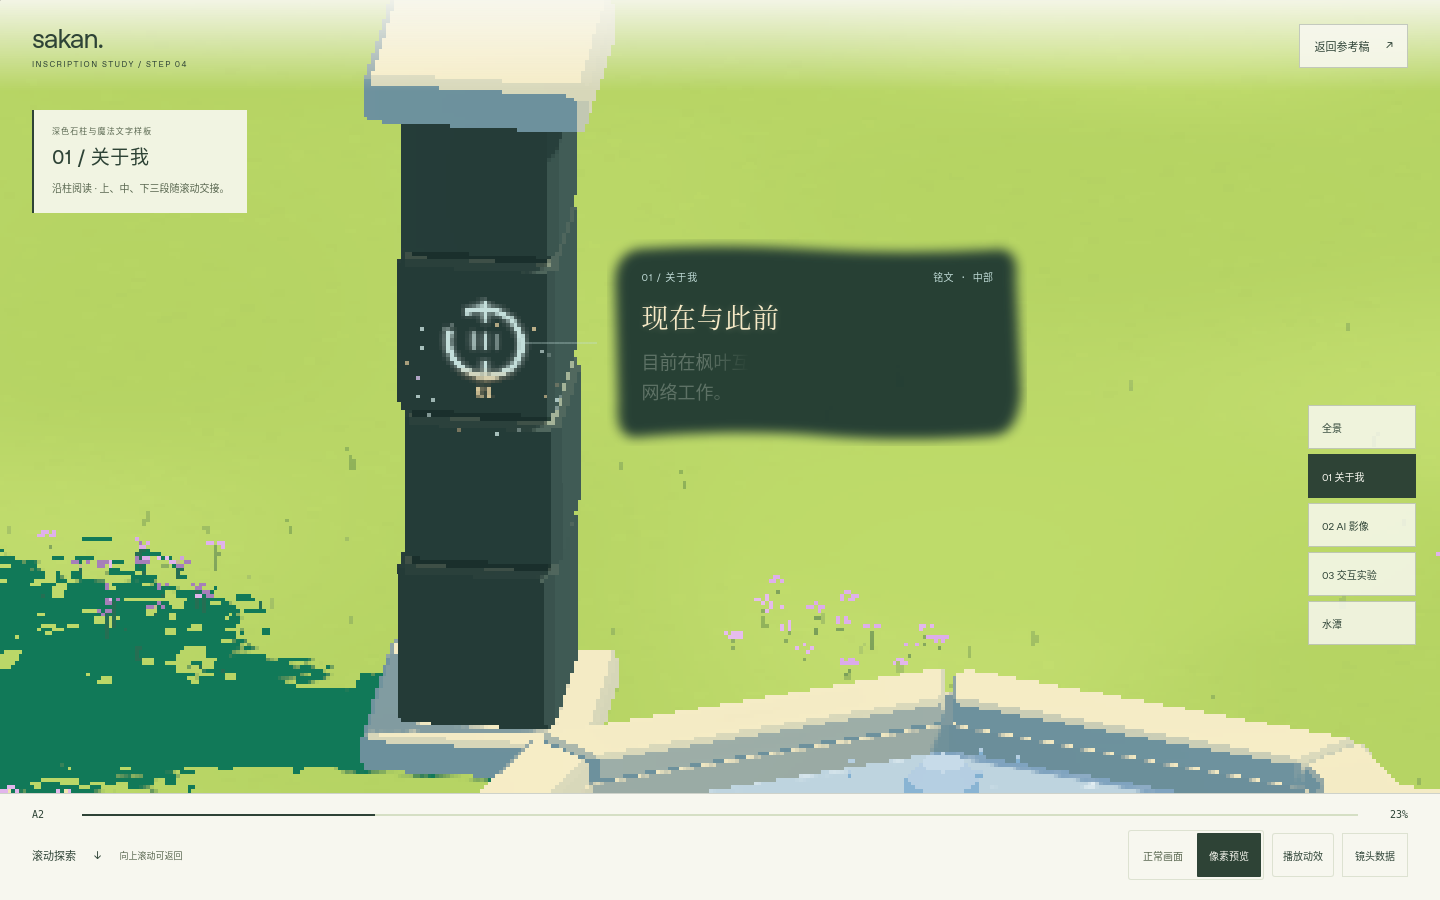 sakan.
INSCRIPTION STUDY / STEP 04
返回参考稿 ↗
深色石柱与魔法文字样板
01 / 关于我
沿柱阅读 · 上、中、下三段随滚动交接。
01 / 关于我
铭文 · 中部
现在与此前
目前在枫叶互
网络工作。
全景
01 关于我
02 AI 影像
03 交互实验
水潭
A2
23%
滚动探索 ↓ 向上滚动可返回
正常画面
像素预览
播放动效
镜头数据